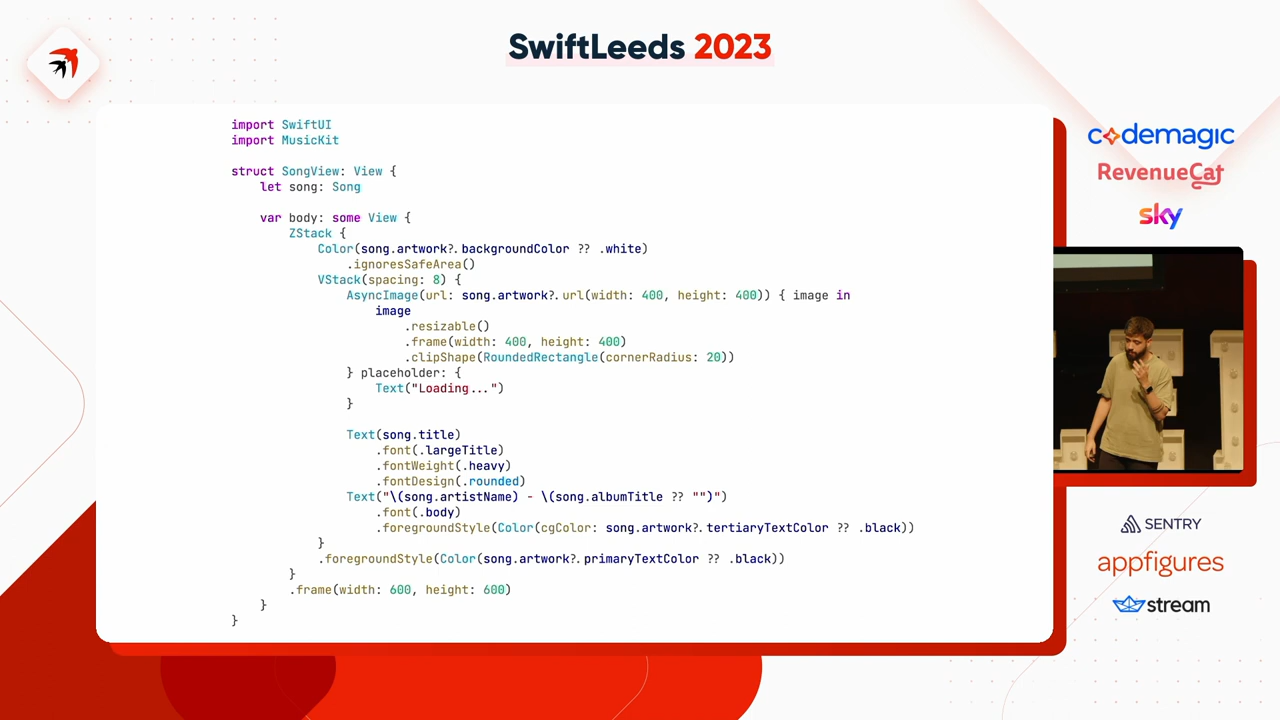 SwiftLeeds 2023
import SwiftUI
import MusicKit
struct SongView: View {
let song: Song
var body: some View {
ZStack {
Color(song.artwork?.backgroundColor ?? .white)
.ignoresSafeArea()
VStack(spacing: 8) {
AsyncImage(url: song.artwork?.url(width: 400, height: 400)) { image in
image
.resizable()
.frame(width: 400, height: 400)
.clipShape(RoundedRectangle(cornerRadius: 20))
} placeholder: {
Text("Loading...")
}
Text(song.title)
.font(.largeTitle)
.fontWeight(.heavy)
.fontDesign(.rounded)
Text("\(song.artistName) - \(song.albumTitle ?? "")")
.font(.body)
.foregroundStyle(Color(cgColor: song.artwork?.tertiaryTextColor ?? .black))
}
.foregroundStyle(Color(song.artwork?.primaryTextColor ?? .black))
}
.frame(width: 600, height: 600)
}
}
codemagic
RevenueCat
sky
SENTRY
appfigures
stream